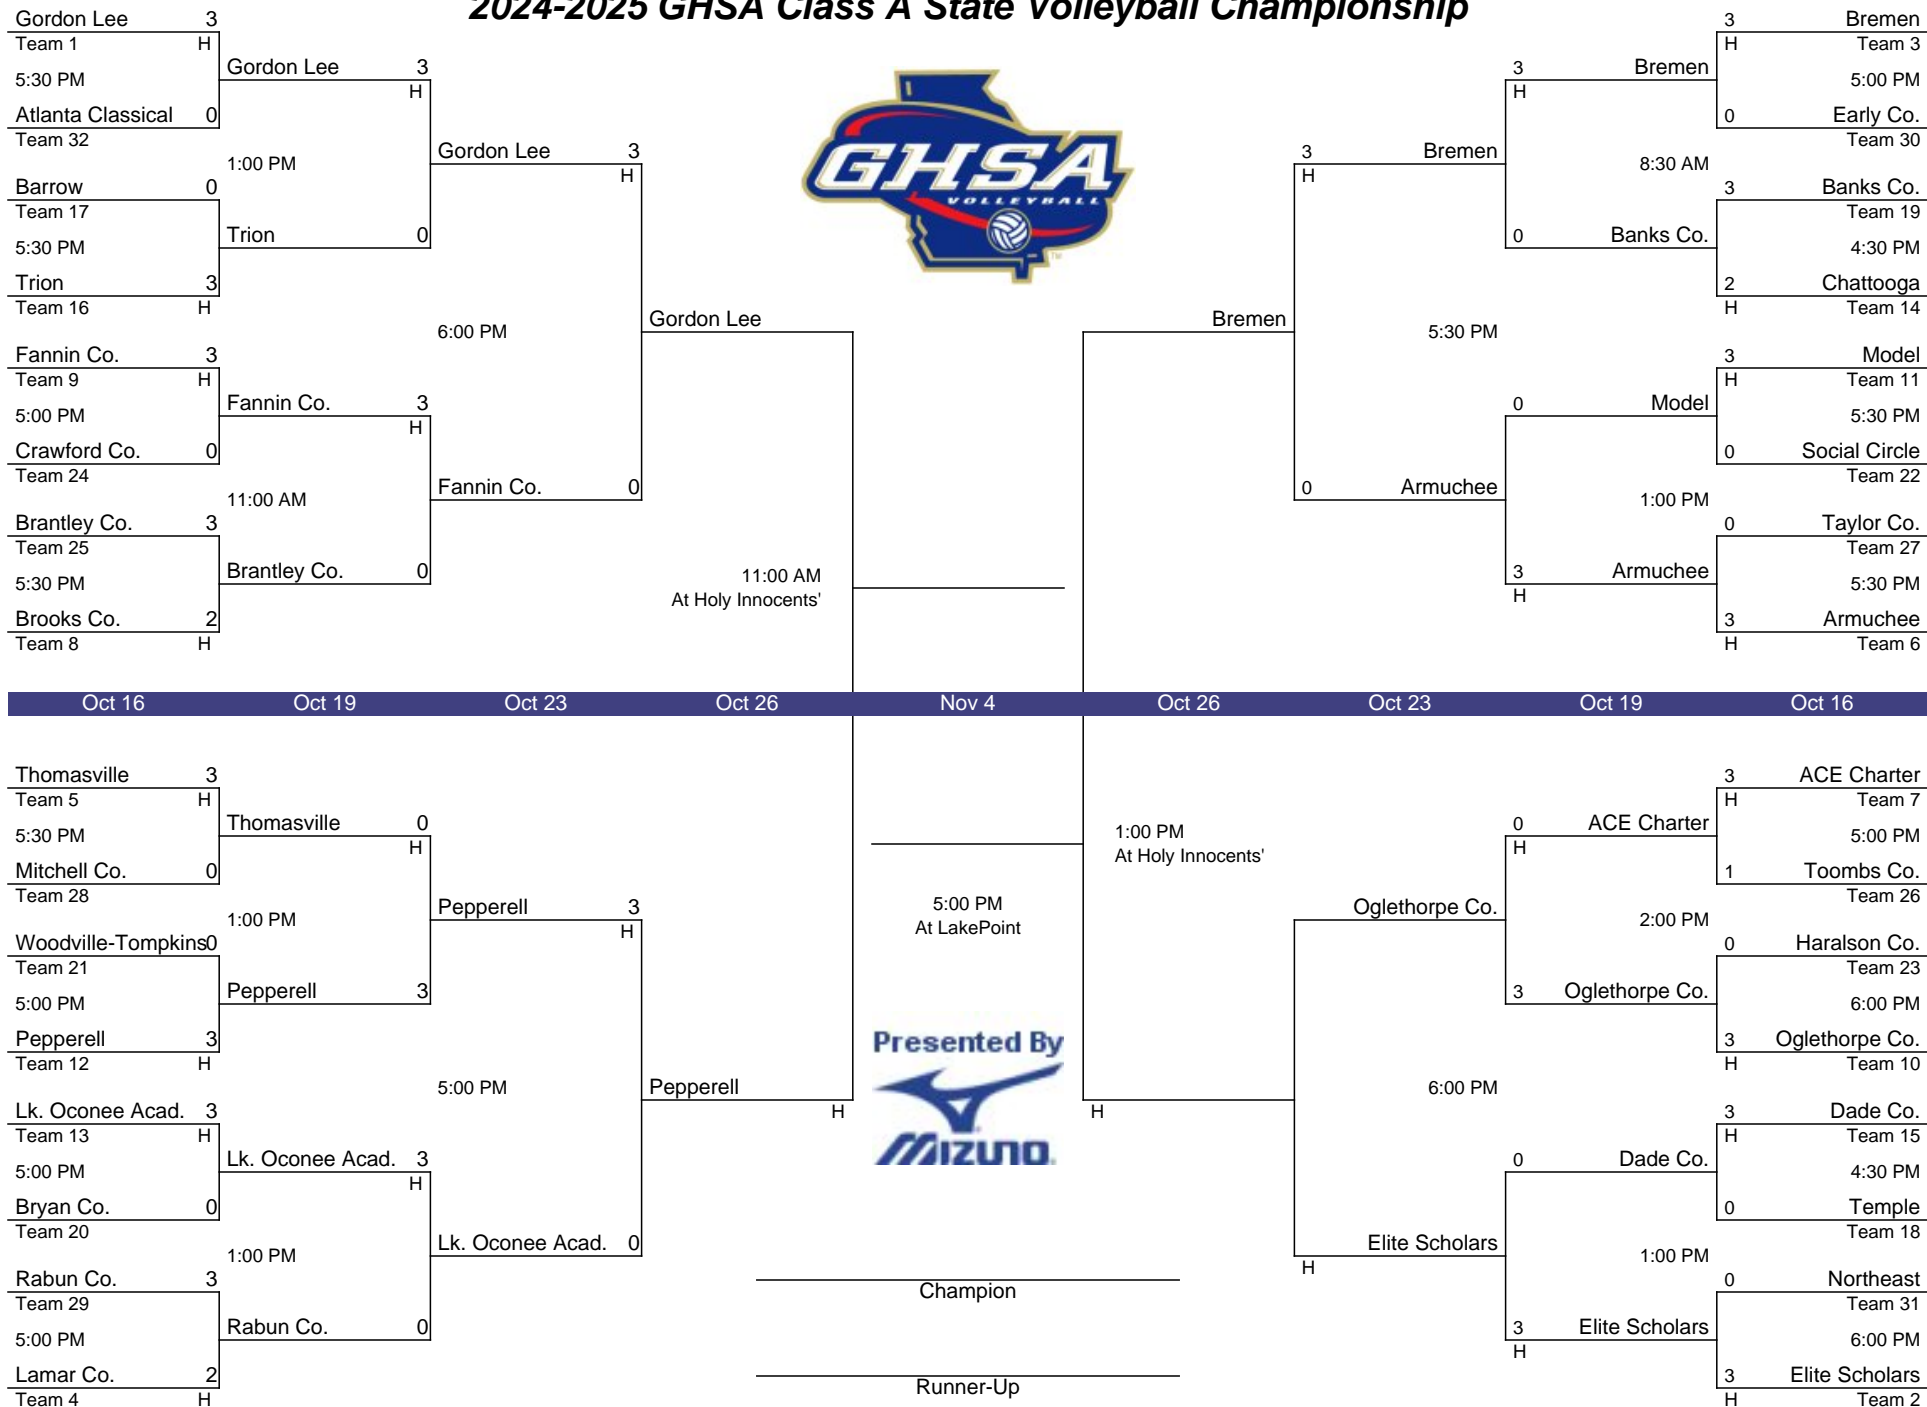 2024-2025 GHSA Class A State Volleyball Championship
Gordon Lee 3
Team 1 H
5:30 PM
Atlanta Classical 0
Team 32
Barrow 0
Team 17
5:30 PM
Trion 3
Team 16 H
Fannin Co. 3
Team 9 H
5:00 PM
Crawford Co. 0
Team 24
Brantley Co. 3
Team 25
5:30 PM
Brooks Co. 2
Team 8 H
Gordon Lee 3
H
1:00 PM
Trion 0
Fannin Co. 3
H
11:00 AM
Brantley Co. 0
Gordon Lee 3
H
6:00 PM
Fannin Co. 0
Gordon Lee
11:00 AM
At Holy Innocents'
GHSA
VOLLEYBALL
TM
Bremen
3 Bremen
H
5:30 PM
0 Armuchee
3 Bremen
H
8:30 AM
0 Banks Co.
0 Model
1:00 PM
3 Armuchee
H
3 Bremen
H Team 3
5:00 PM
0 Early Co.
Team 30
3 Banks Co.
Team 19
4:30 PM
2 Chattooga
H Team 14
3 Model
H Team 11
5:30 PM
0 Social Circle
Team 22
0 Taylor Co.
Team 27
5:30 PM
3 Armuchee
H Team 6
Oct 16 Oct 19 Oct 23 Oct 26 Nov 4 Oct 26 Oct 23 Oct 19 Oct 16
Thomasville 3
Team 5 H
5:30 PM
Mitchell Co. 0
Team 28
Woodville-Tompkins0
Team 21
5:00 PM
Pepperell 3
Team 12 H
Lk. Oconee Acad. 3
Team 13 H
5:00 PM
Bryan Co. 0
Team 20
Rabun Co. 3
Team 29
5:00 PM
Lamar Co. 2
Team 4 H
Thomasville 0
H
1:00 PM
Pepperell 3
Lk. Oconee Acad. 3
H
1:00 PM
Rabun Co. 0
Pepperell 3
H
5:00 PM
Lk. Oconee Acad. 0
Pepperell
H
5:00 PM
At LakePoint
Presented By
MIZUNO
Champion
Runner-Up
1:00 PM
At Holy Innocents'
H
Oglethorpe Co.
6:00 PM
Elite Scholars
H
0 ACE Charter
H
2:00 PM
3 Oglethorpe Co.
0 Dade Co.
1:00 PM
3 Elite Scholars
H
3 ACE Charter
H Team 7
5:00 PM
1 Toombs Co.
Team 26
0 Haralson Co.
Team 23
6:00 PM
3 Oglethorpe Co.
H Team 10
3 Dade Co.
H Team 15
4:30 PM
0 Temple
Team 18
0 Northeast
Team 31
6:00 PM
3 Elite Scholars
H Team 2